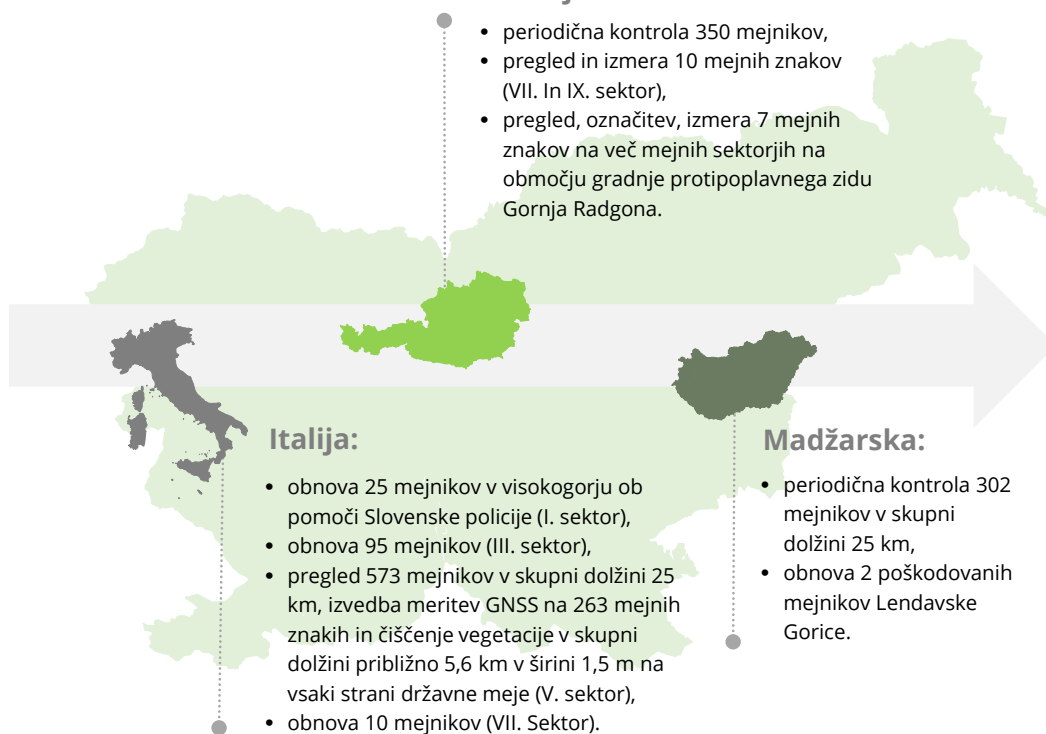 • periodična kontrola 350 mejnikov,
• pregled in izmera 10 mejnih znakov
(VII. In IX. sektor),
• pregled, označitev, izmera 7 mejnih
znakov na več mejnih sektorjih na
območju gradnje protipoplavnega zidu
Gornja Radgona.
Italija:
• obnova 25 mejnikov v visokogorju ob
pomoči Slovenske policije (I. sektor),
• obnova 95 mejnikov (III. sektor),
• pregled 573 mejnikov v skupni dolžini 25
km, izvedba meritev GNSS na 263 mejnih
znakih in čiščenje vegetacije v skupni
dolžini približno 5,6 km v širini 1,5 m na
vsaki strani državne meje (V. sektor),
• obnova 10 mejnikov (VII. Sektor).
Madžarska:
• periodična kontrola 302
mejnikov v skupni
dolžini 25 km,
• obnova 2 poškodovanih
mejnikov Lendavske
Gorice.